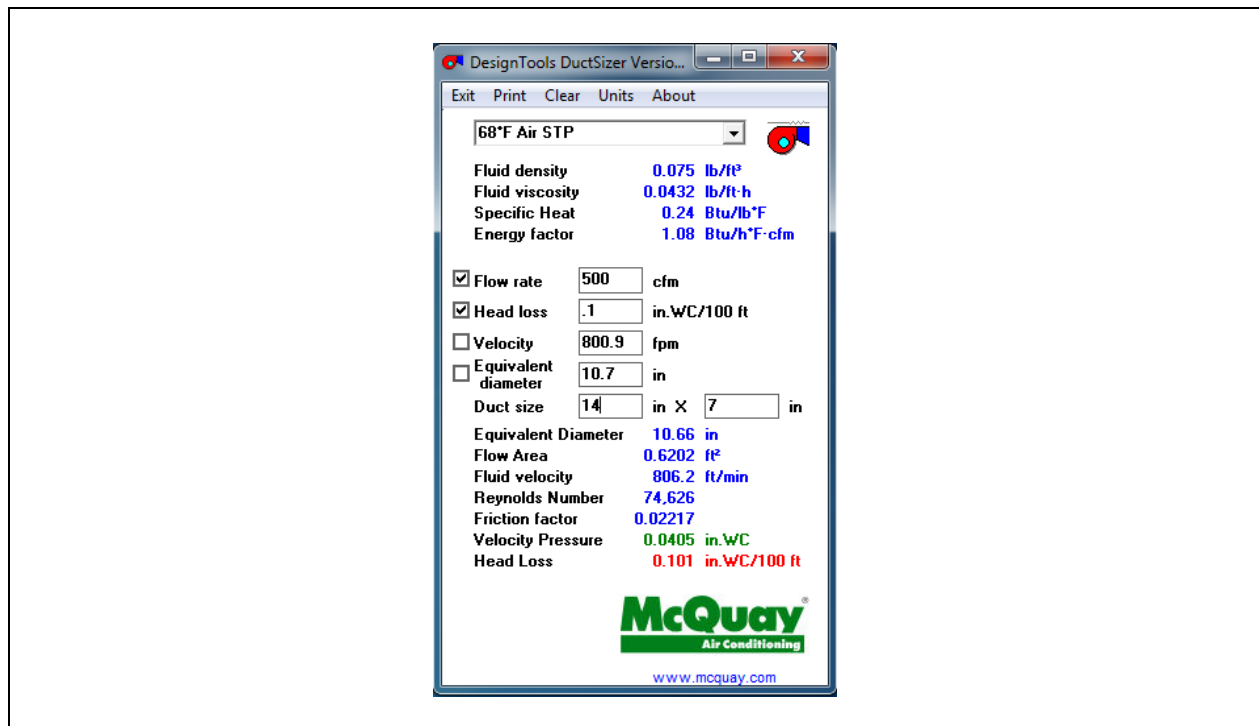 DesignTools DuctSizer Versio...
Exit Print Clear Units About
68°F Air STP
Fluid density 0.075 lb/ft³
Fluid viscosity 0.0432 lb/ft·h
Specific Heat 0.24 Btu/lb°F
Energy factor 1.08 Btu/h°F·cfm
Flow rate 500 cfm
Head loss .1 in.WC/100 ft
Velocity 800.9 fpm
Equivalent
diameter 10.7 in
Duct size 14 in X 7 in
Equivalent Diameter 10.66 in
Flow Area 0.6202 ft²
Fluid velocity 806.2 ft/min
Reynolds Number 74,626
Friction factor 0.02217
Velocity Pressure 0.0405 in.WC
Head Loss 0.101 in.WC/100 ft
McQuay®
Air Conditioning
www.mcquay.com